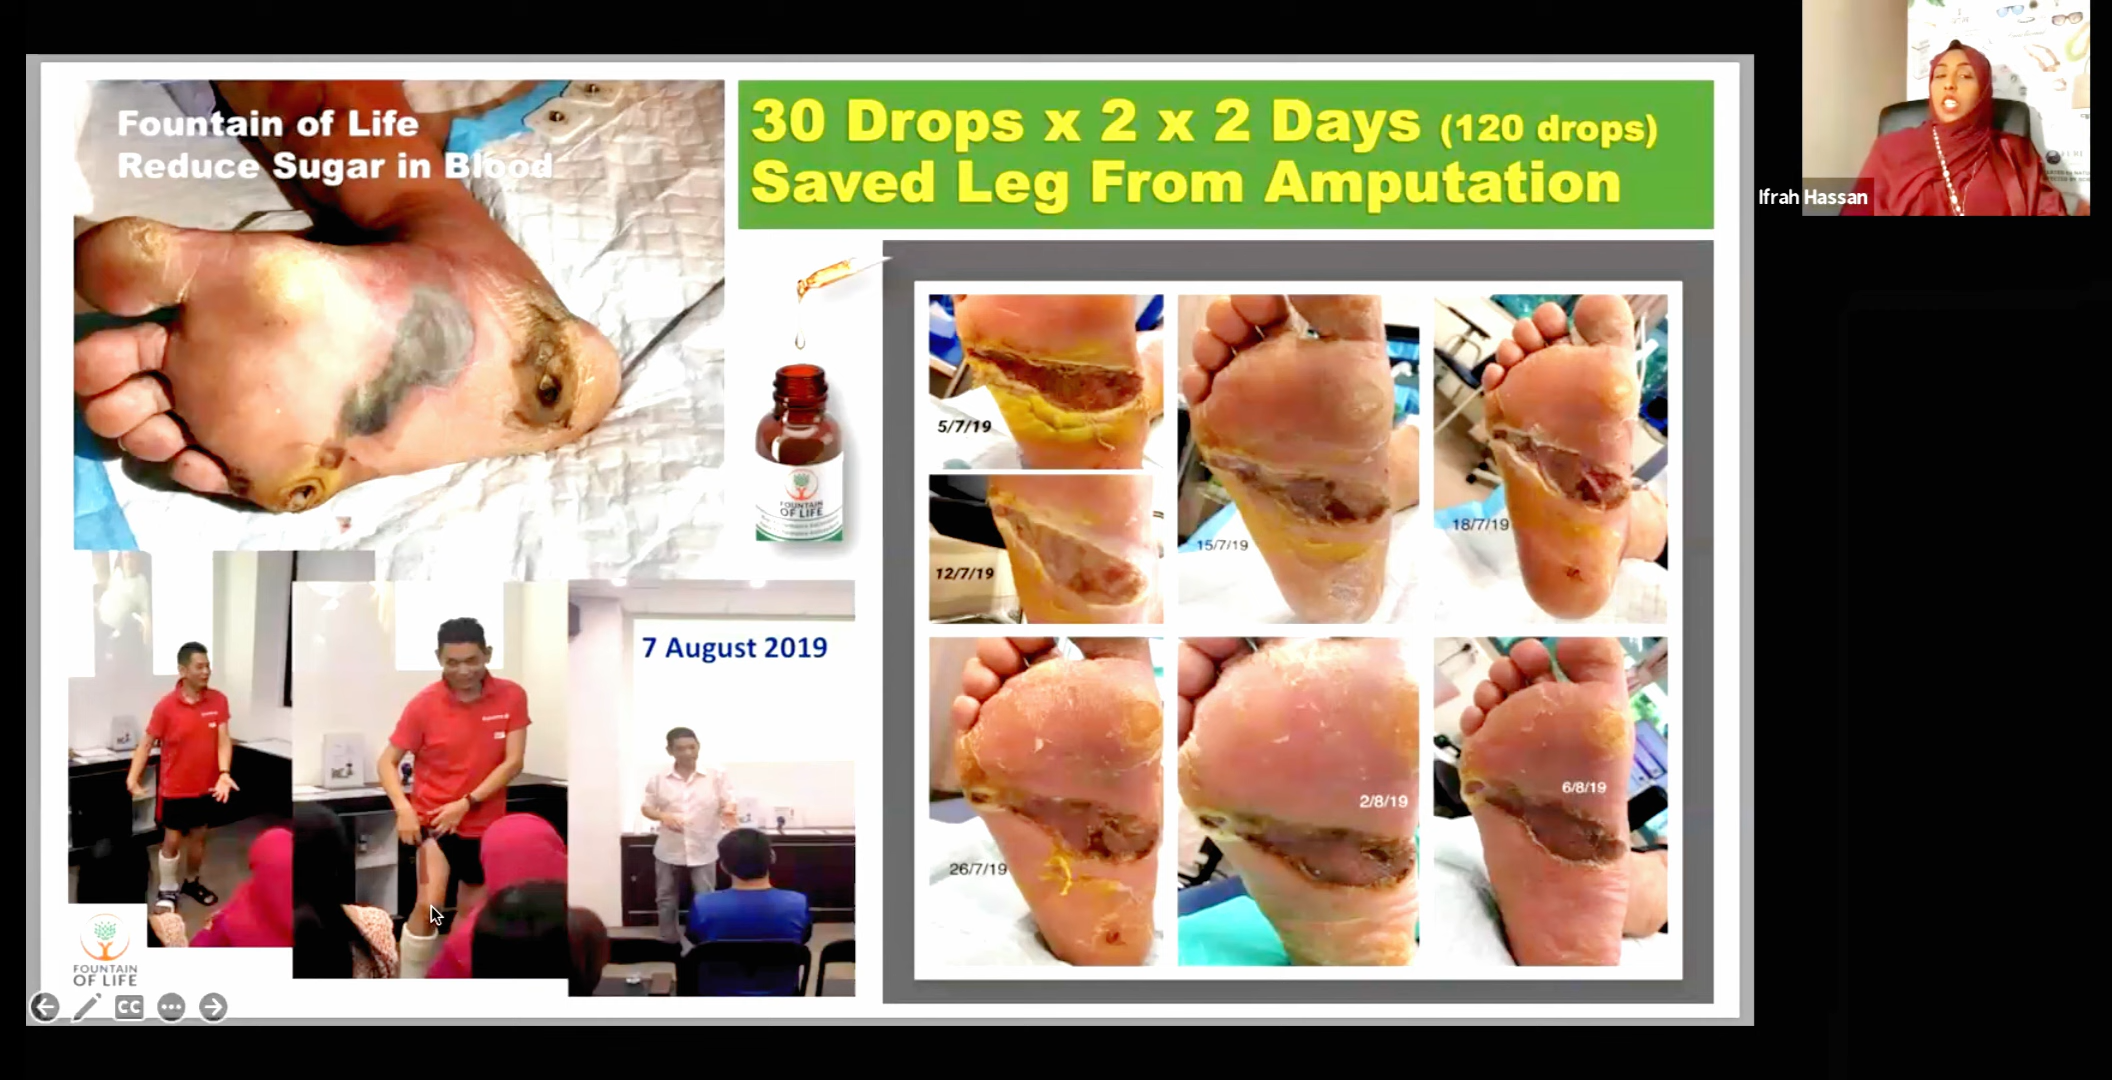 Fountain of Life
Reduce Sugar in Blood
30 Drops x 2 x 2 Days (120 drops)
Saved Leg From Amputation
Ifrah Hassan
FOUNTAIN
OF LIFE
5/7/19
12/7/19
15/7/19
18/7/19
26/7/19
2/8/19
6/8/19
7 August 2019
FOUNTAIN
OF LIFE
CC